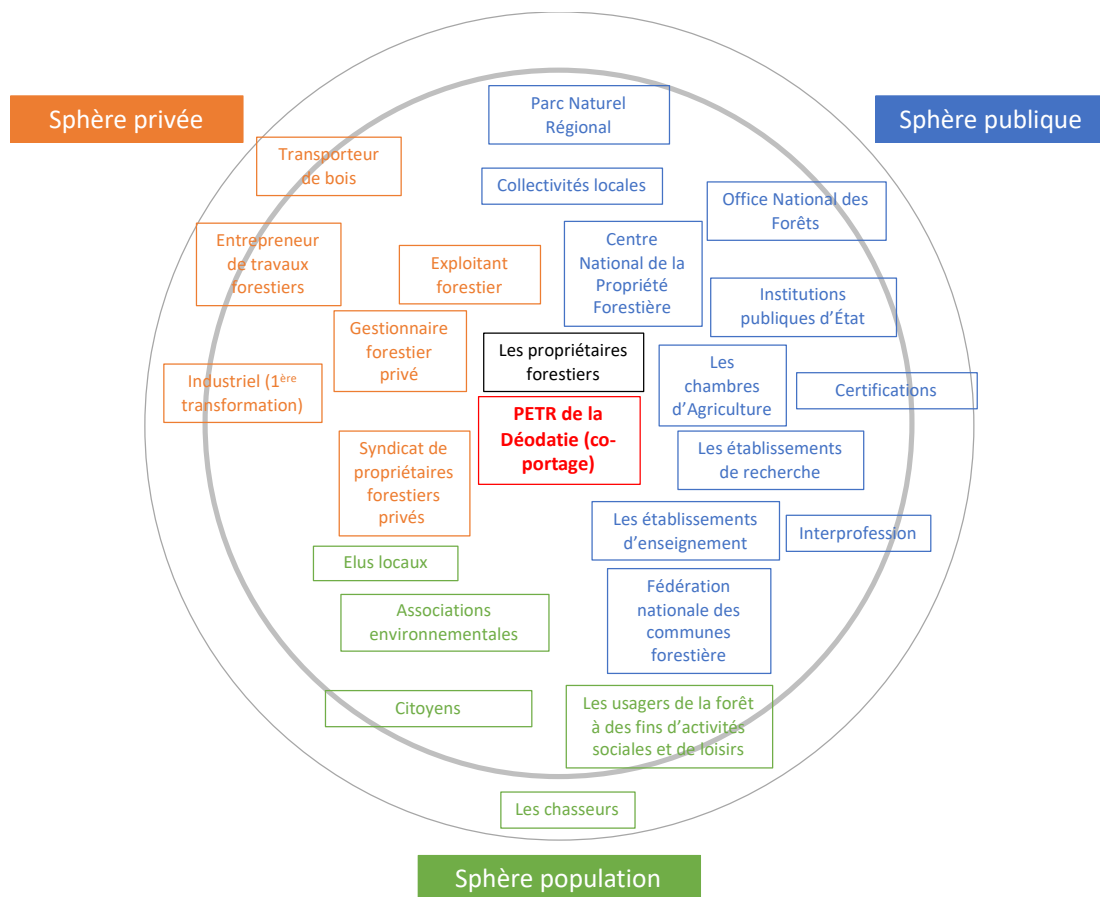 Parc Naturel
Régional
Sphère privée
Sphère publique
Transporteur
de bois
Collectivités locales
Office National des
Forêts
Entrepreneur
de travaux
forestiers
Exploitant
forestier
Centre
National de la
Propriété
Forestière
Institutions
publiques d’État
Gestionnaire
forestier
privé
Les propriétaires
forestiers
Les
chambres
d’Agriculture
Industriel (1ère
transformation)
Certifications
PETR de la
Déodatie (co-
portage)
Syndicat de
propriétaires
forestiers
privés
Les établissements
de recherche
Les établissements
d’enseignement
Interprofession
Elus locaux
Associations
environnementales
Fédération
nationale des
communes
forestière
Citoyens
Les usagers de la forêt
à des fins d’activités
sociales et de loisirs
Les chasseurs
Sphère population